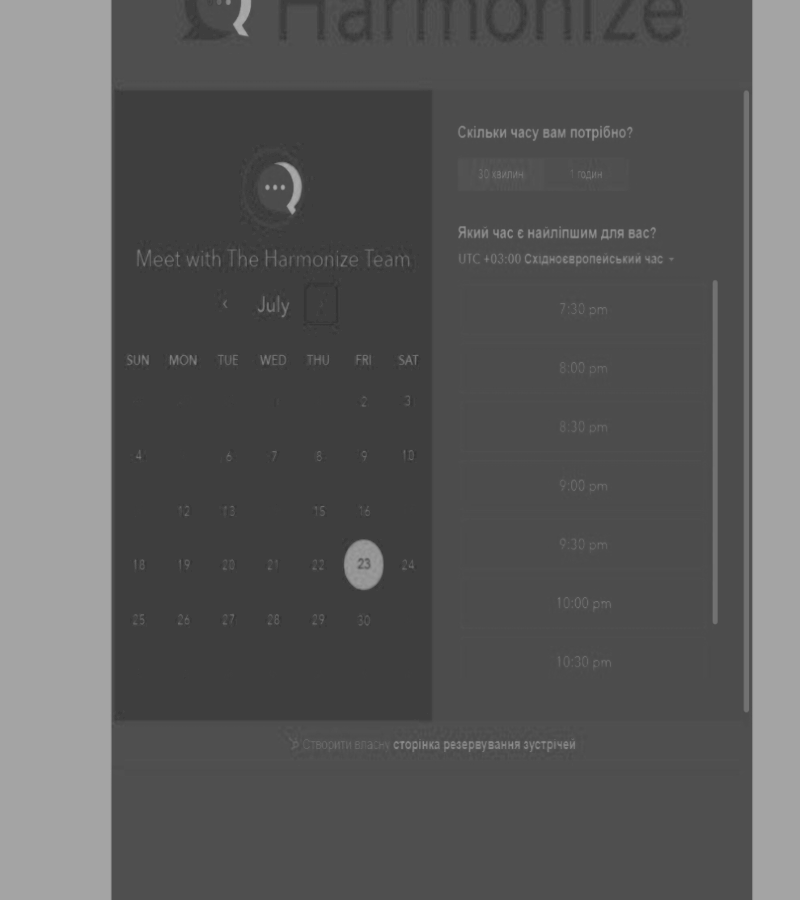 Harmonize
Meet with The Harmonize Team
July
SUN MON TUE WED THU FRI SAT
2 3
4 6 7 8 9 10
12 13 15 16
18 19 20 21 22 23 24
25 26 27 28 29 30
Скільки часу вам потрібно?
30 хвилин 1 годин
Який час є найліпшим для вас?
UTC +03:00 Східноєвропейський час
7:30 pm
8:00 pm
8:30 pm
9:00 pm
9:30 pm
10:00 pm
10:30 pm
Створити власну сторінка резервування зустрічей